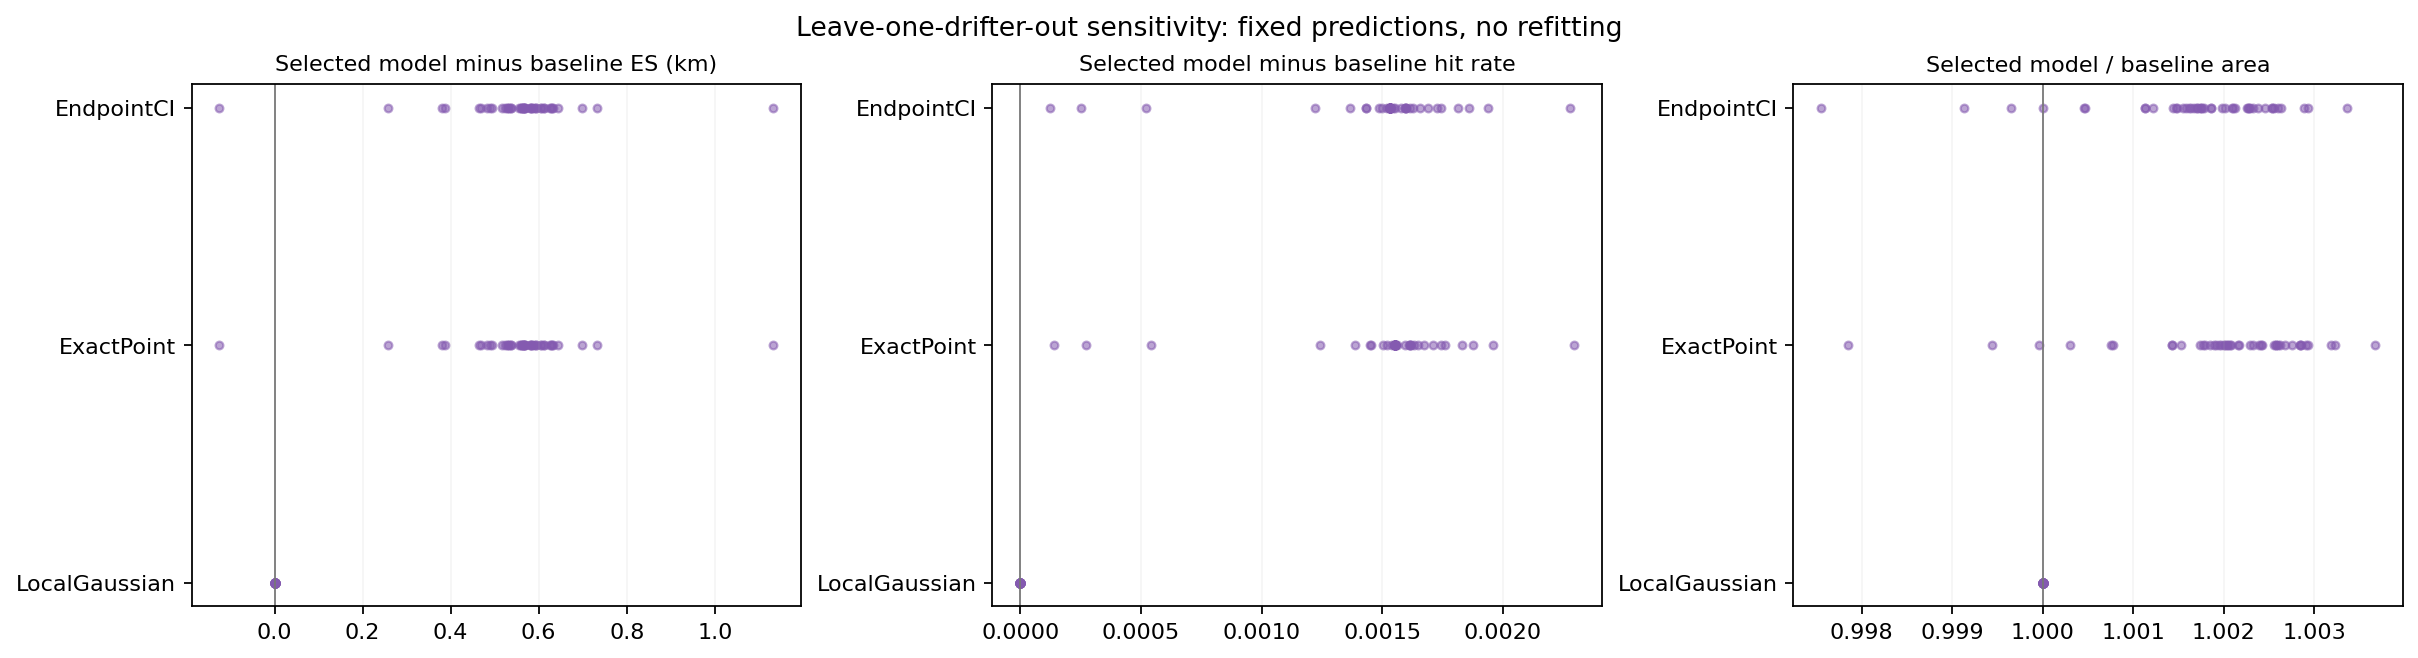 Leave-one-drifter-out sensitivity: fixed predictions, no refitting
Selected model minus baseline ES (km)
EndpointCI
ExactPoint
LocalGaussian
0.0 0.2 0.4 0.6 0.8 1.0
Selected model minus baseline hit rate
EndpointCI
ExactPoint
LocalGaussian
0.0000 0.0005 0.0010 0.0015 0.0020
Selected model / baseline area
EndpointCI
ExactPoint
LocalGaussian
0.998 0.999 1.000 1.001 1.002 1.003